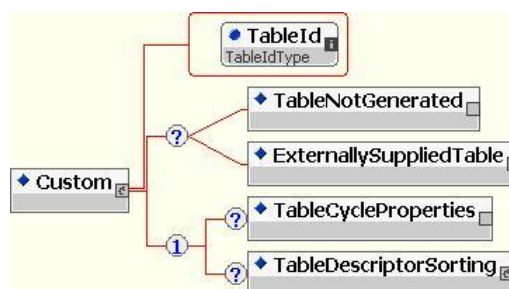 TableId
TableIdType
TableNotGenerated
?
ExternallySuppliedTable
Custom
TableCycleProperties
?
1
TableDescriptorSorting
?